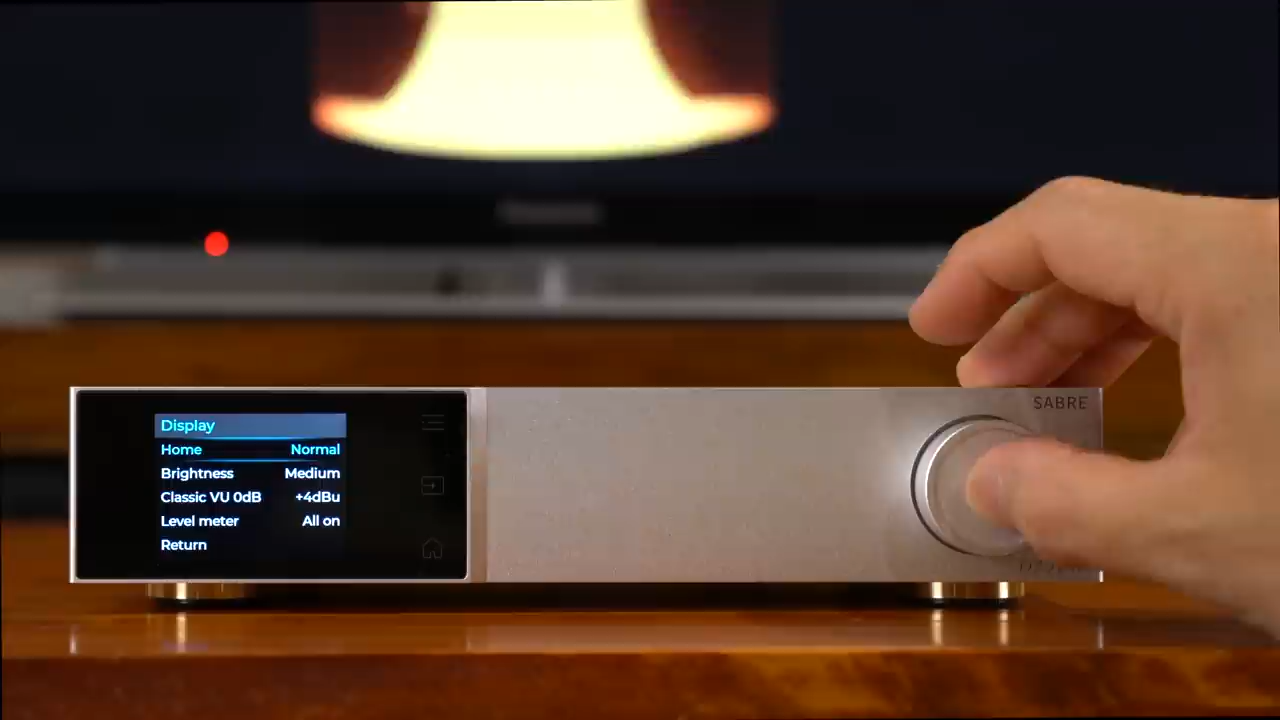 SABRE
Display
Home Normal
Brightness Medium
Classic VU 0dB +4dBu
Level meter All on
Return